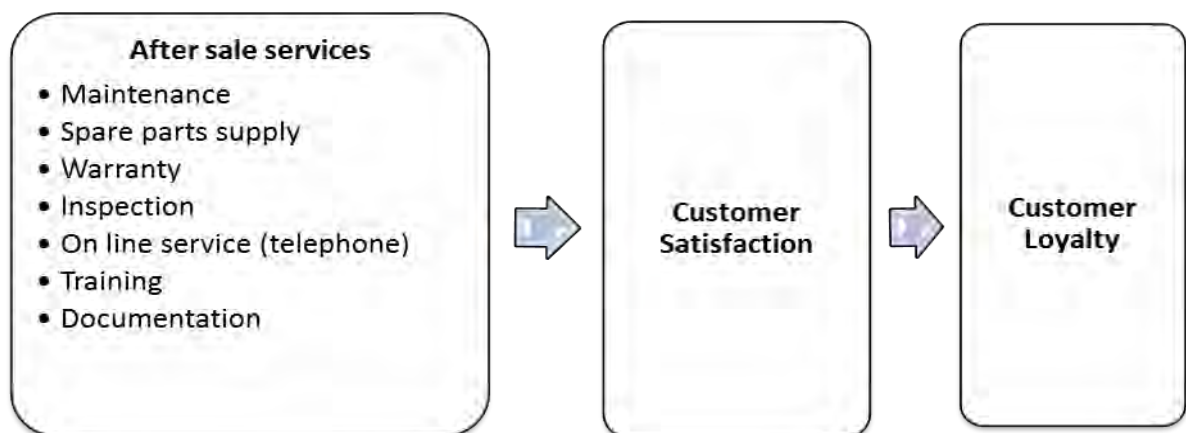 After sale services
• Maintenance
• Spare parts supply
• Warranty
• Inspection
• On line service (telephone)
• Training
• Documentation
Customer
Satisfaction
Customer
Loyalty